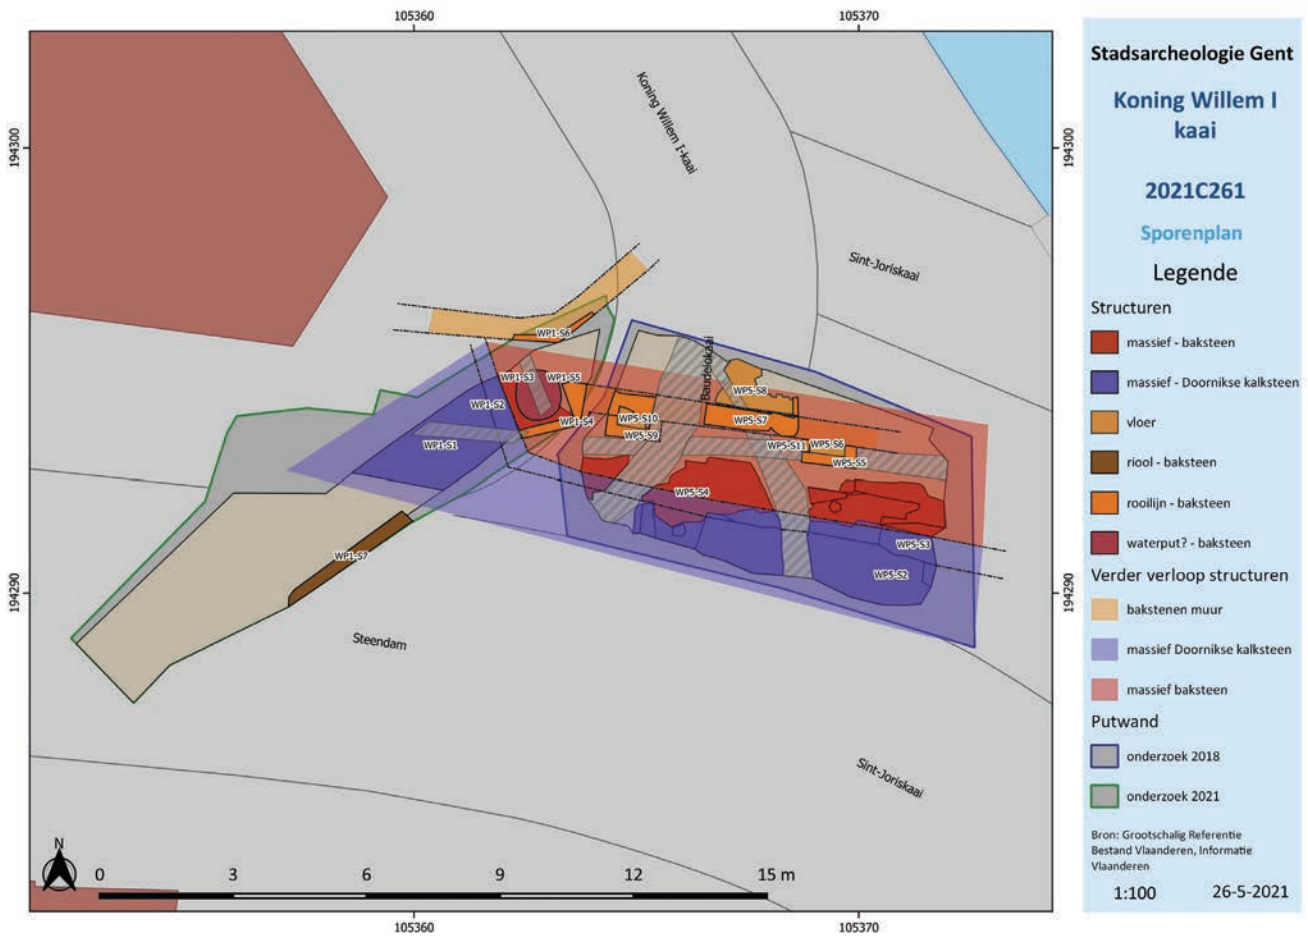 105360
105370
194300
194300
Koning Willem I-kaai
Sint-Joriskaai
Baudelokaai
WP1-S6
WP1-S3
WP1-S5
WP1-S2
WP1-S4
WP1-S1
WP5-S8
WP5-S10
WP5-S7
WP5-S9
WP5-S11
WP5-S6
WP5-S5
WP5-S4
WP5-S3
WP5-S2
WP1-S7
194290
194290
Steendam
Sint-Joriskaai
N
0 3 6 9 12 15 m
105360
105370
Stadsarcheologie Gent
Koning Willem I
kaai
2021C261
Sporenplan
Legende
Structuren
massief - baksteen
massief - Doornikse kalksteen
vloer
riool - baksteen
rooilijn - baksteen
waterput? - baksteen
Verder verloop structuren
bakstenen muur
massief Doornikse kalksteen
massief baksteen
Putwand
onderzoek 2018
onderzoek 2021
Bron: Grootschalig Referentie
Bestand Vlaanderen, Informatie
Vlaanderen
1:100 26-5-2021